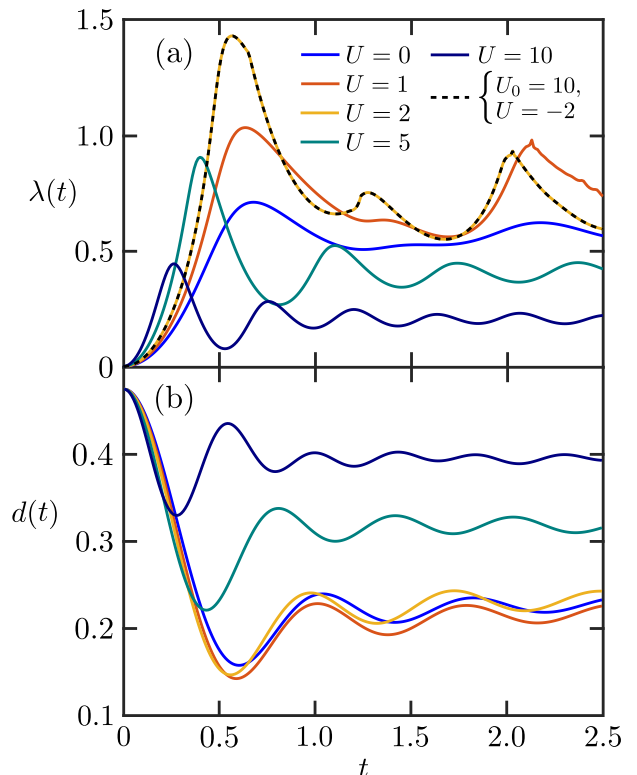 1.5
(a)
U = 0
U = 1
U = 2
U = 5
U = 10
{U₀ = 10,
U = −2
1.0
λ(t)
0.5
0
(b)
0.4
d(t)
0.3
0.2
0.1
0 0.5 1.0 1.5 2.0 2.5
t